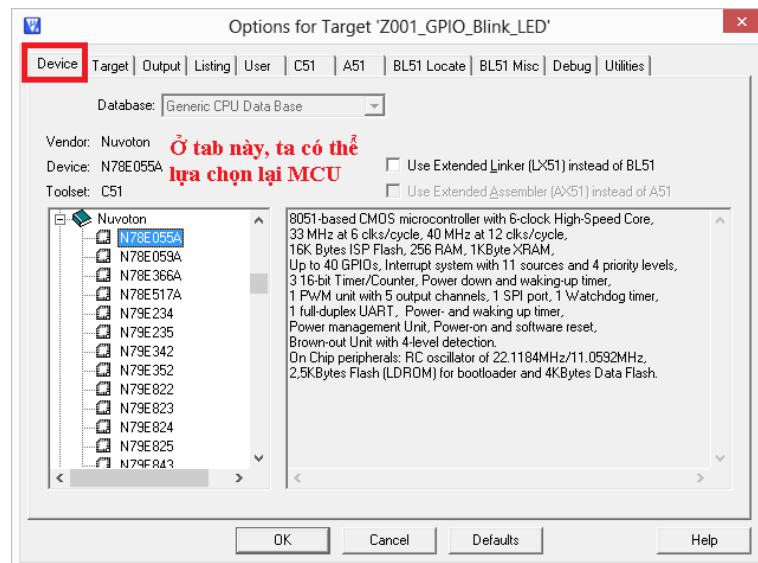 Options for Target 'Z001_GPIO_Blink_LED'
Device Target Output Listing User C51 A51 BL51 Locate BL51 Misc Debug Utilities
Database: Generic CPU Data Base
Vendor: Nuvoton
Device: N78E055A
Toolset: C51
Ở tab này, ta có thể
lựa chọn lại MCU
Use Extended Linker (LX51) instead of BL51
Use Extended Assembler (AX51) instead of A51
Nuvoton
N78E055A
N78E059A
N78E366A
N78E517A
N79E234
N79E235
N79E342
N79E352
N79E822
N79E823
N79E824
N79E825
N79E843
8051-based CMOS microcontroller with 6-clock High-Speed Core,
33 MHz at 6 clks/cycle, 40 MHz at 12 clks/cycle,
16K Bytes ISP Flash, 256 RAM, 1KByte XRAM,
Up to 40 GPIOs, Interrupt system with 11 sources and 4 priority levels,
3 16-bit Timer/Counter, Power down and waking-up timer,
1 PWM unit with 5 output channels, 1 SPI port, 1 Watchdog timer,
1 full-duplex UART, Power- and waking up timer,
Power management Unit, Power-on and software reset,
Brown-out Unit with 4-level detection.
On Chip peripherals: RC oscillator of 22.1184MHz/11.0592MHz,
2,5KBytes Flash (LDROM) for bootloader and 4KBytes Data Flash.
OK Cancel Defaults Help